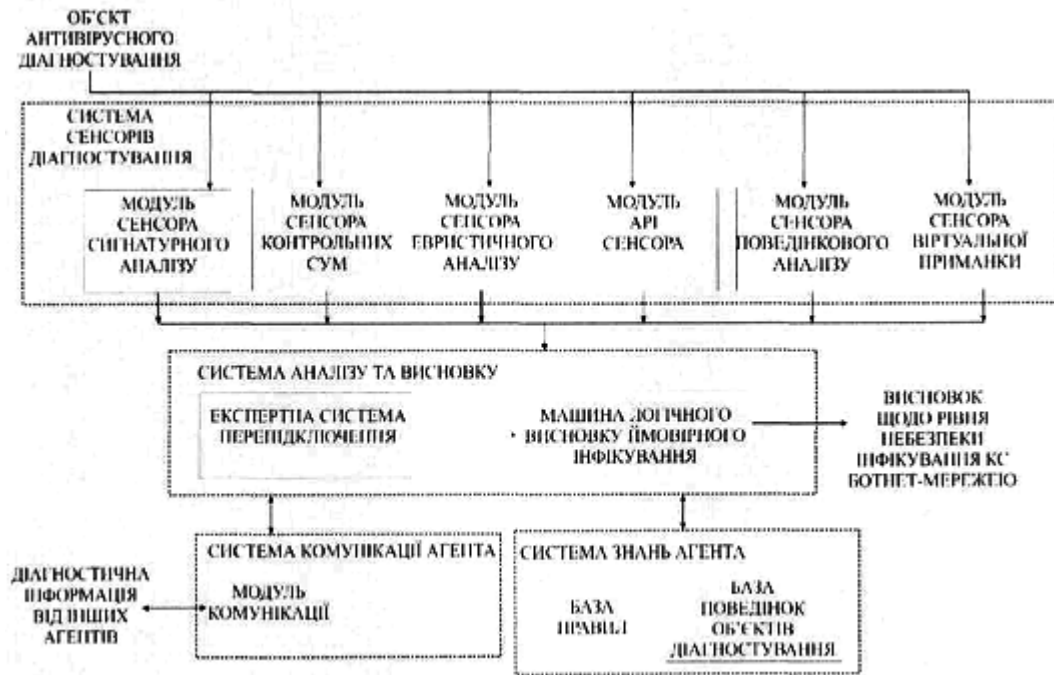 ОБ'ЄКТ
АНТИВІРУСНОГО
ДІАГНОСТУВАННЯ
СИСТЕМА
СЕНСОРІВ
ДІАГНОСТУВАННЯ
МОДУЛЬ
СЕНСОРА
СИГНАТУРНОГО
АНАЛІЗУ
МОДУЛЬ
СЕНСОРА
КОНТРОЛЬНИХ
СУМ
МОДУЛЬ
СЕНСОРА
ЕВРИСТИЧНОГО
АНАЛІЗУ
МОДУЛЬ
АРІ
СЕНСОРА
МОДУЛЬ
СЕНСОРА
ПОВЕДІНКОВОГО
АНАЛІЗУ
МОДУЛЬ
СЕНСОРА
ВІРТУАЛЬНОЇ
ПРИМАНКИ
СИСТЕМА АНАЛІЗУ ТА ВИСНОВКУ
ЕКСПЕРТНА СИСТЕМА
ПЕРЕПІДКЛЮЧЕННЯ
МАШИНА ЛОГІЧНОГО
ВИСНОВКУ ЙМОВІРНОГО
ІНФІКУВАННЯ
ВИСНОВОК
ЩОДО РІВНЯ
НЕБЕЗПЕКИ
ІНФІКУВАННЯ КС
БОТНЕТ-МЕРЕЖЕЮ
СИСТЕМА КОМУНІКАЦІЇ АГЕНТА
МОДУЛЬ
КОМУНІКАЦІЇ
ДІАГНОСТИЧНА
ІНФОРМАЦІЯ
ВІД ІНШИХ
АГЕНТІВ
СИСТЕМА ЗНАНЬ АГЕНТА
БАЗА
ПРАВИЛ
БАЗА
ПОВЕДІНОК
ОБ'ЄКТІВ
ДІАГНОСТУВАННЯ